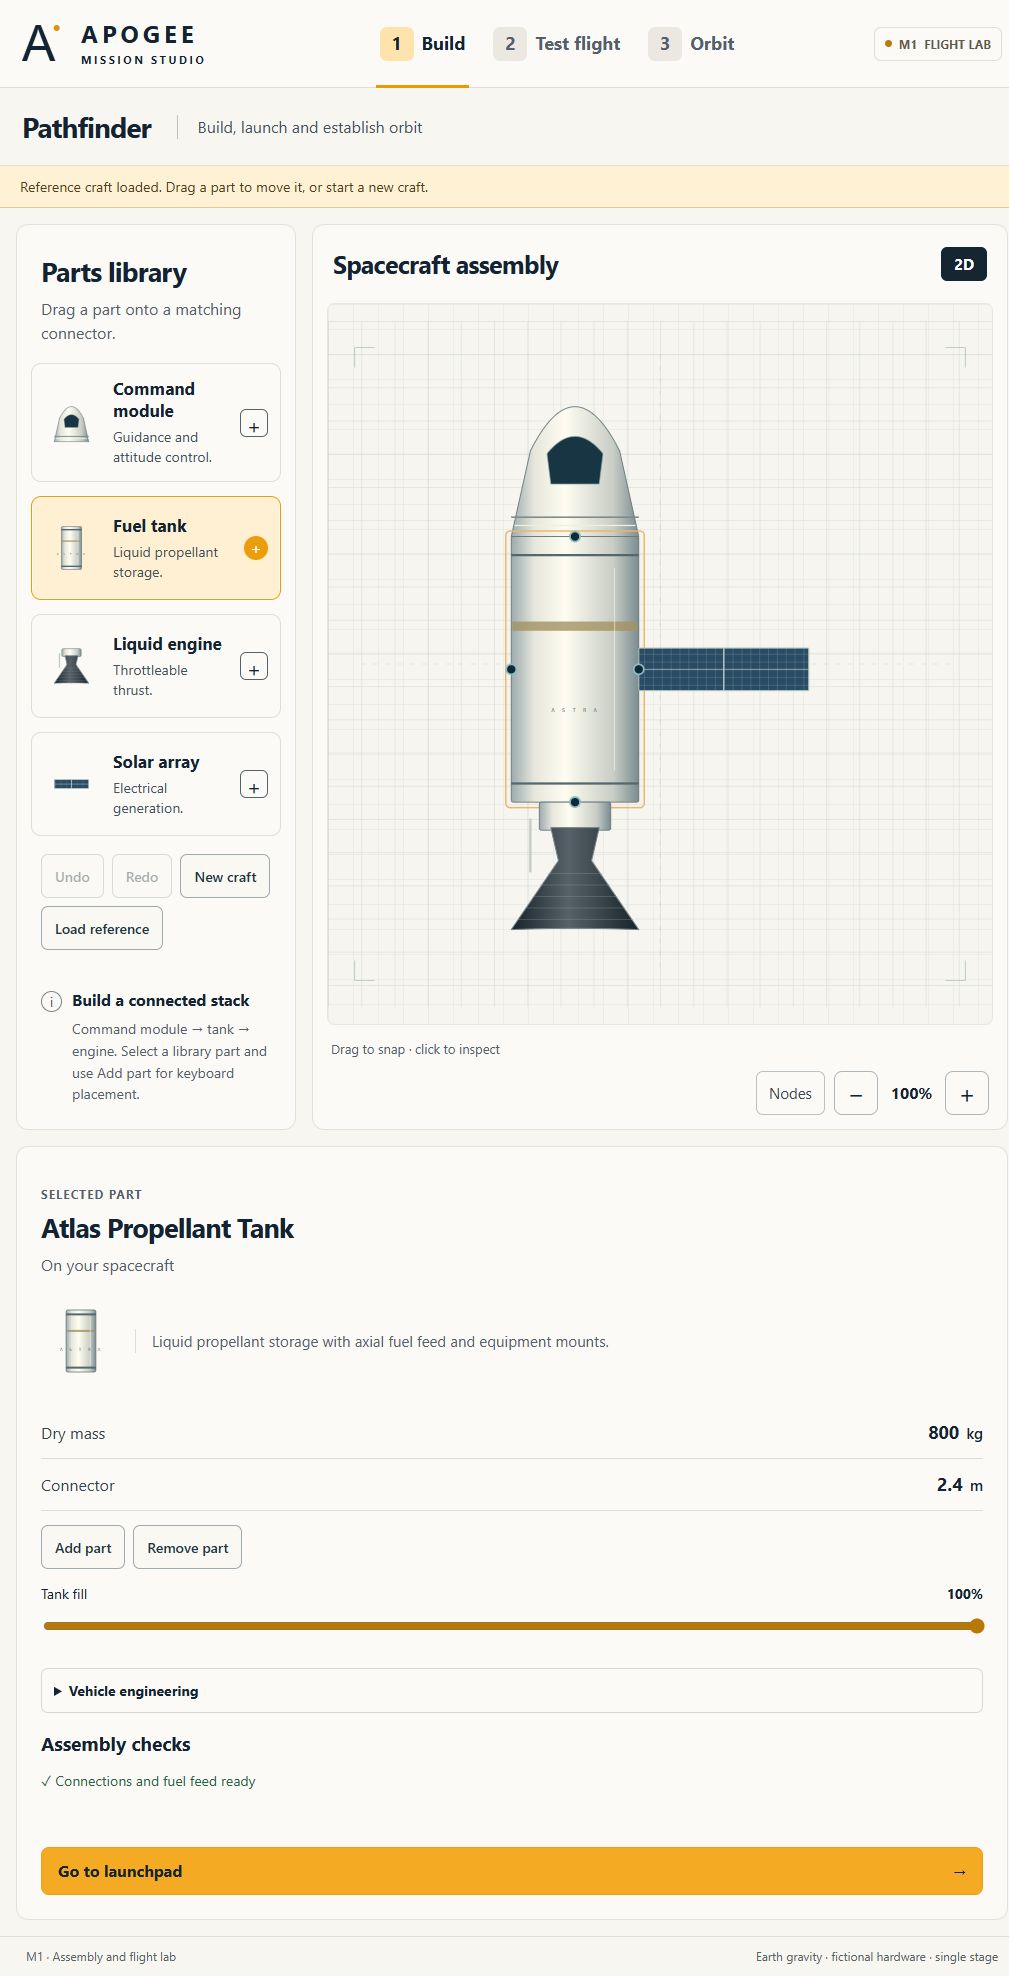 APOGEE
MISSION STUDIO
1 Build
2 Test flight
3 Orbit
M1 FLIGHT LAB
Pathfinder
Build, launch and establish orbit
Reference craft loaded. Drag a part to move it, or start a new craft.
Parts library
Drag a part onto a matching
connector.
Command
module
Guidance and
attitude control.
+
Fuel tank
Liquid propellant
storage.
+
Liquid engine
Throttleable
thrust.
+
Solar array
Electrical
generation.
+
Undo
Redo
New craft
Load reference
i
Build a connected stack
Command module → tank →
engine. Select a library part and
use Add part for keyboard
placement.
Spacecraft assembly
2D
ASTRA
Drag to snap · click to inspect
Nodes
−
100%
+
SELECTED PART
Atlas Propellant Tank
On your spacecraft
ASTRA
Liquid propellant storage with axial fuel feed and equipment mounts.
Dry mass
800 kg
Connector
2.4 m
Add part
Remove part
Tank fill
100%
▶ Vehicle engineering
Assembly checks
✓ Connections and fuel feed ready
Go to launchpad →
M1 · Assembly and flight lab
Earth gravity · fictional hardware · single stage